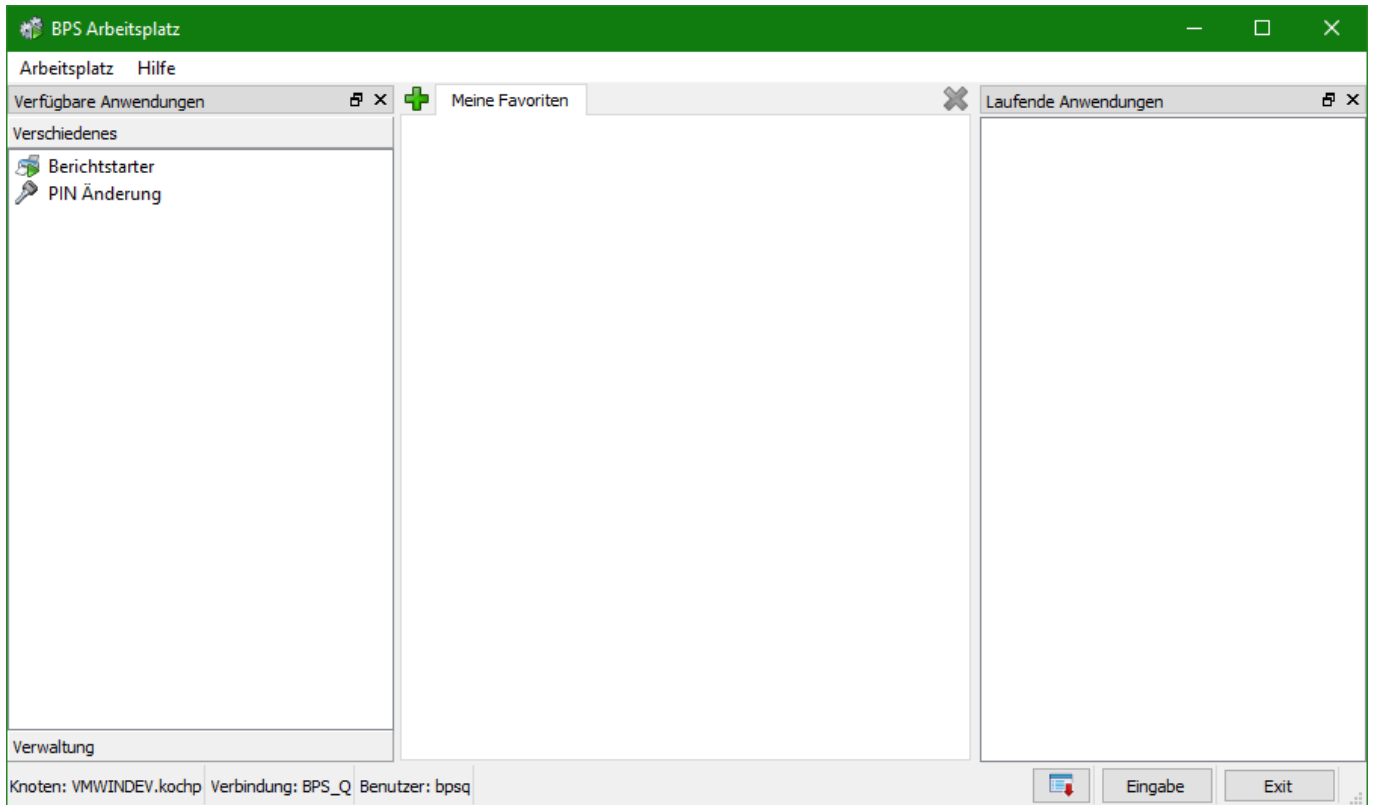 BPS Arbeitsplatz
Arbeitsplatz Hilfe
Verfügbare Anwendungen
Verschiedenes
Berichtstarter
PIN Änderung
Verwaltung
Meine Favoriten
Laufende Anwendungen
Knoten: VMWINDEV.kochp Verbindung: BPS_Q Benutzer: bpsq
Eingabe Exit